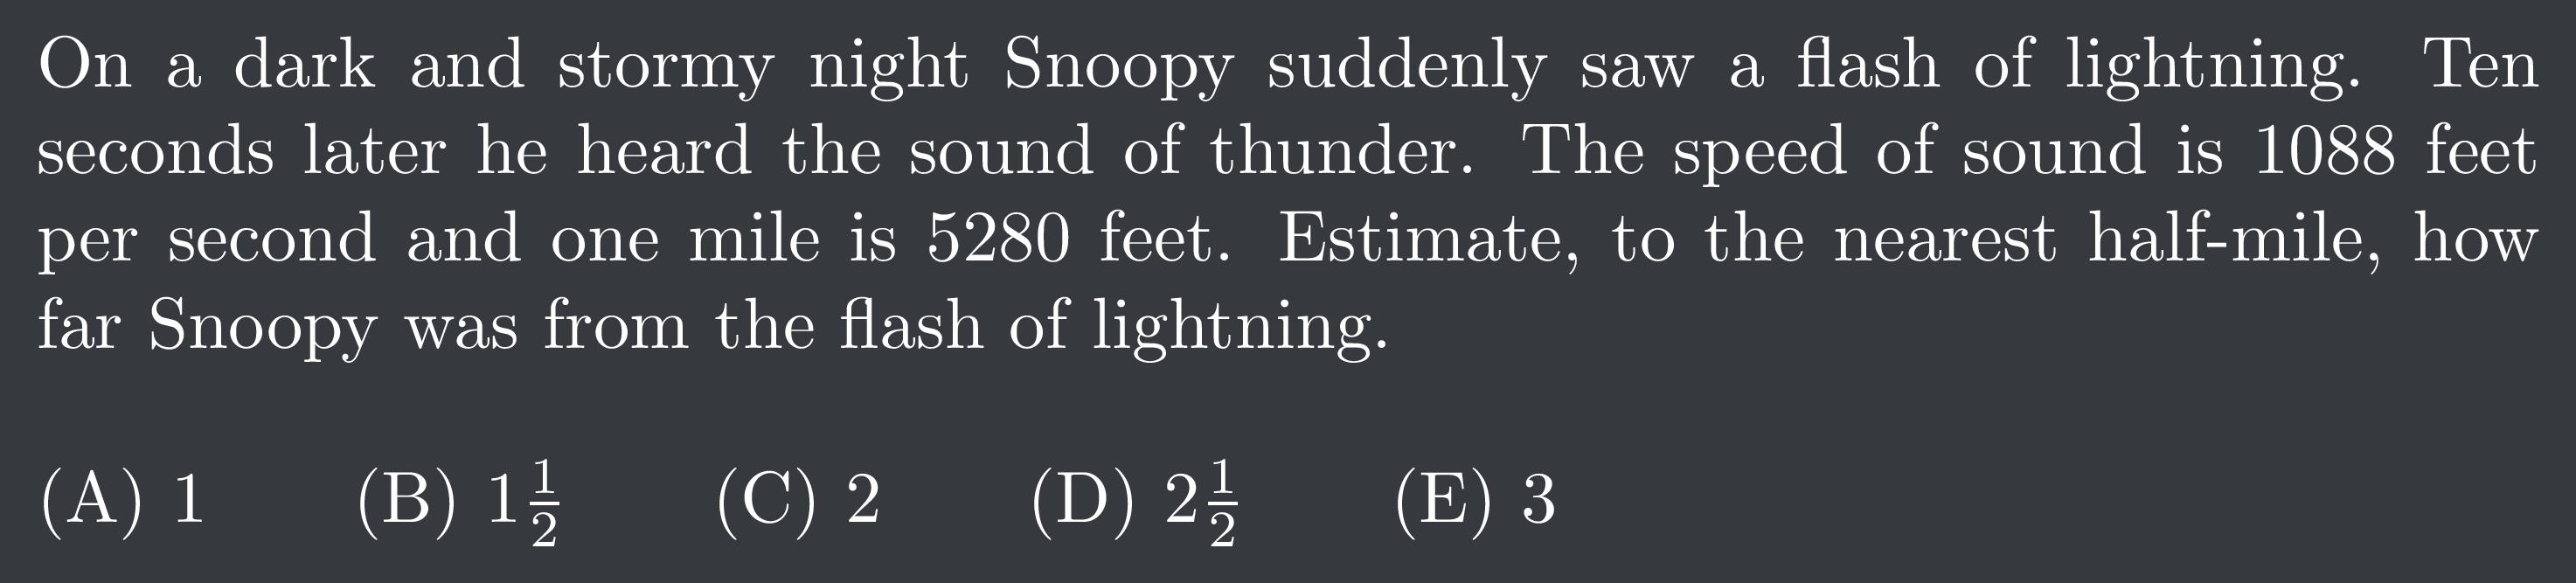 On a dark and stormy night Snoopy suddenly saw a flash of lightning. Ten
seconds later he heard the sound of thunder. The speed of sound is 1088 feet
per second and one mile is 5280 feet. Estimate, to the nearest half-mile, how
far Snoopy was from the flash of lightning.
(A) 1 (B) 1 1/2 (C) 2 (D) 2 1/2 (E) 3